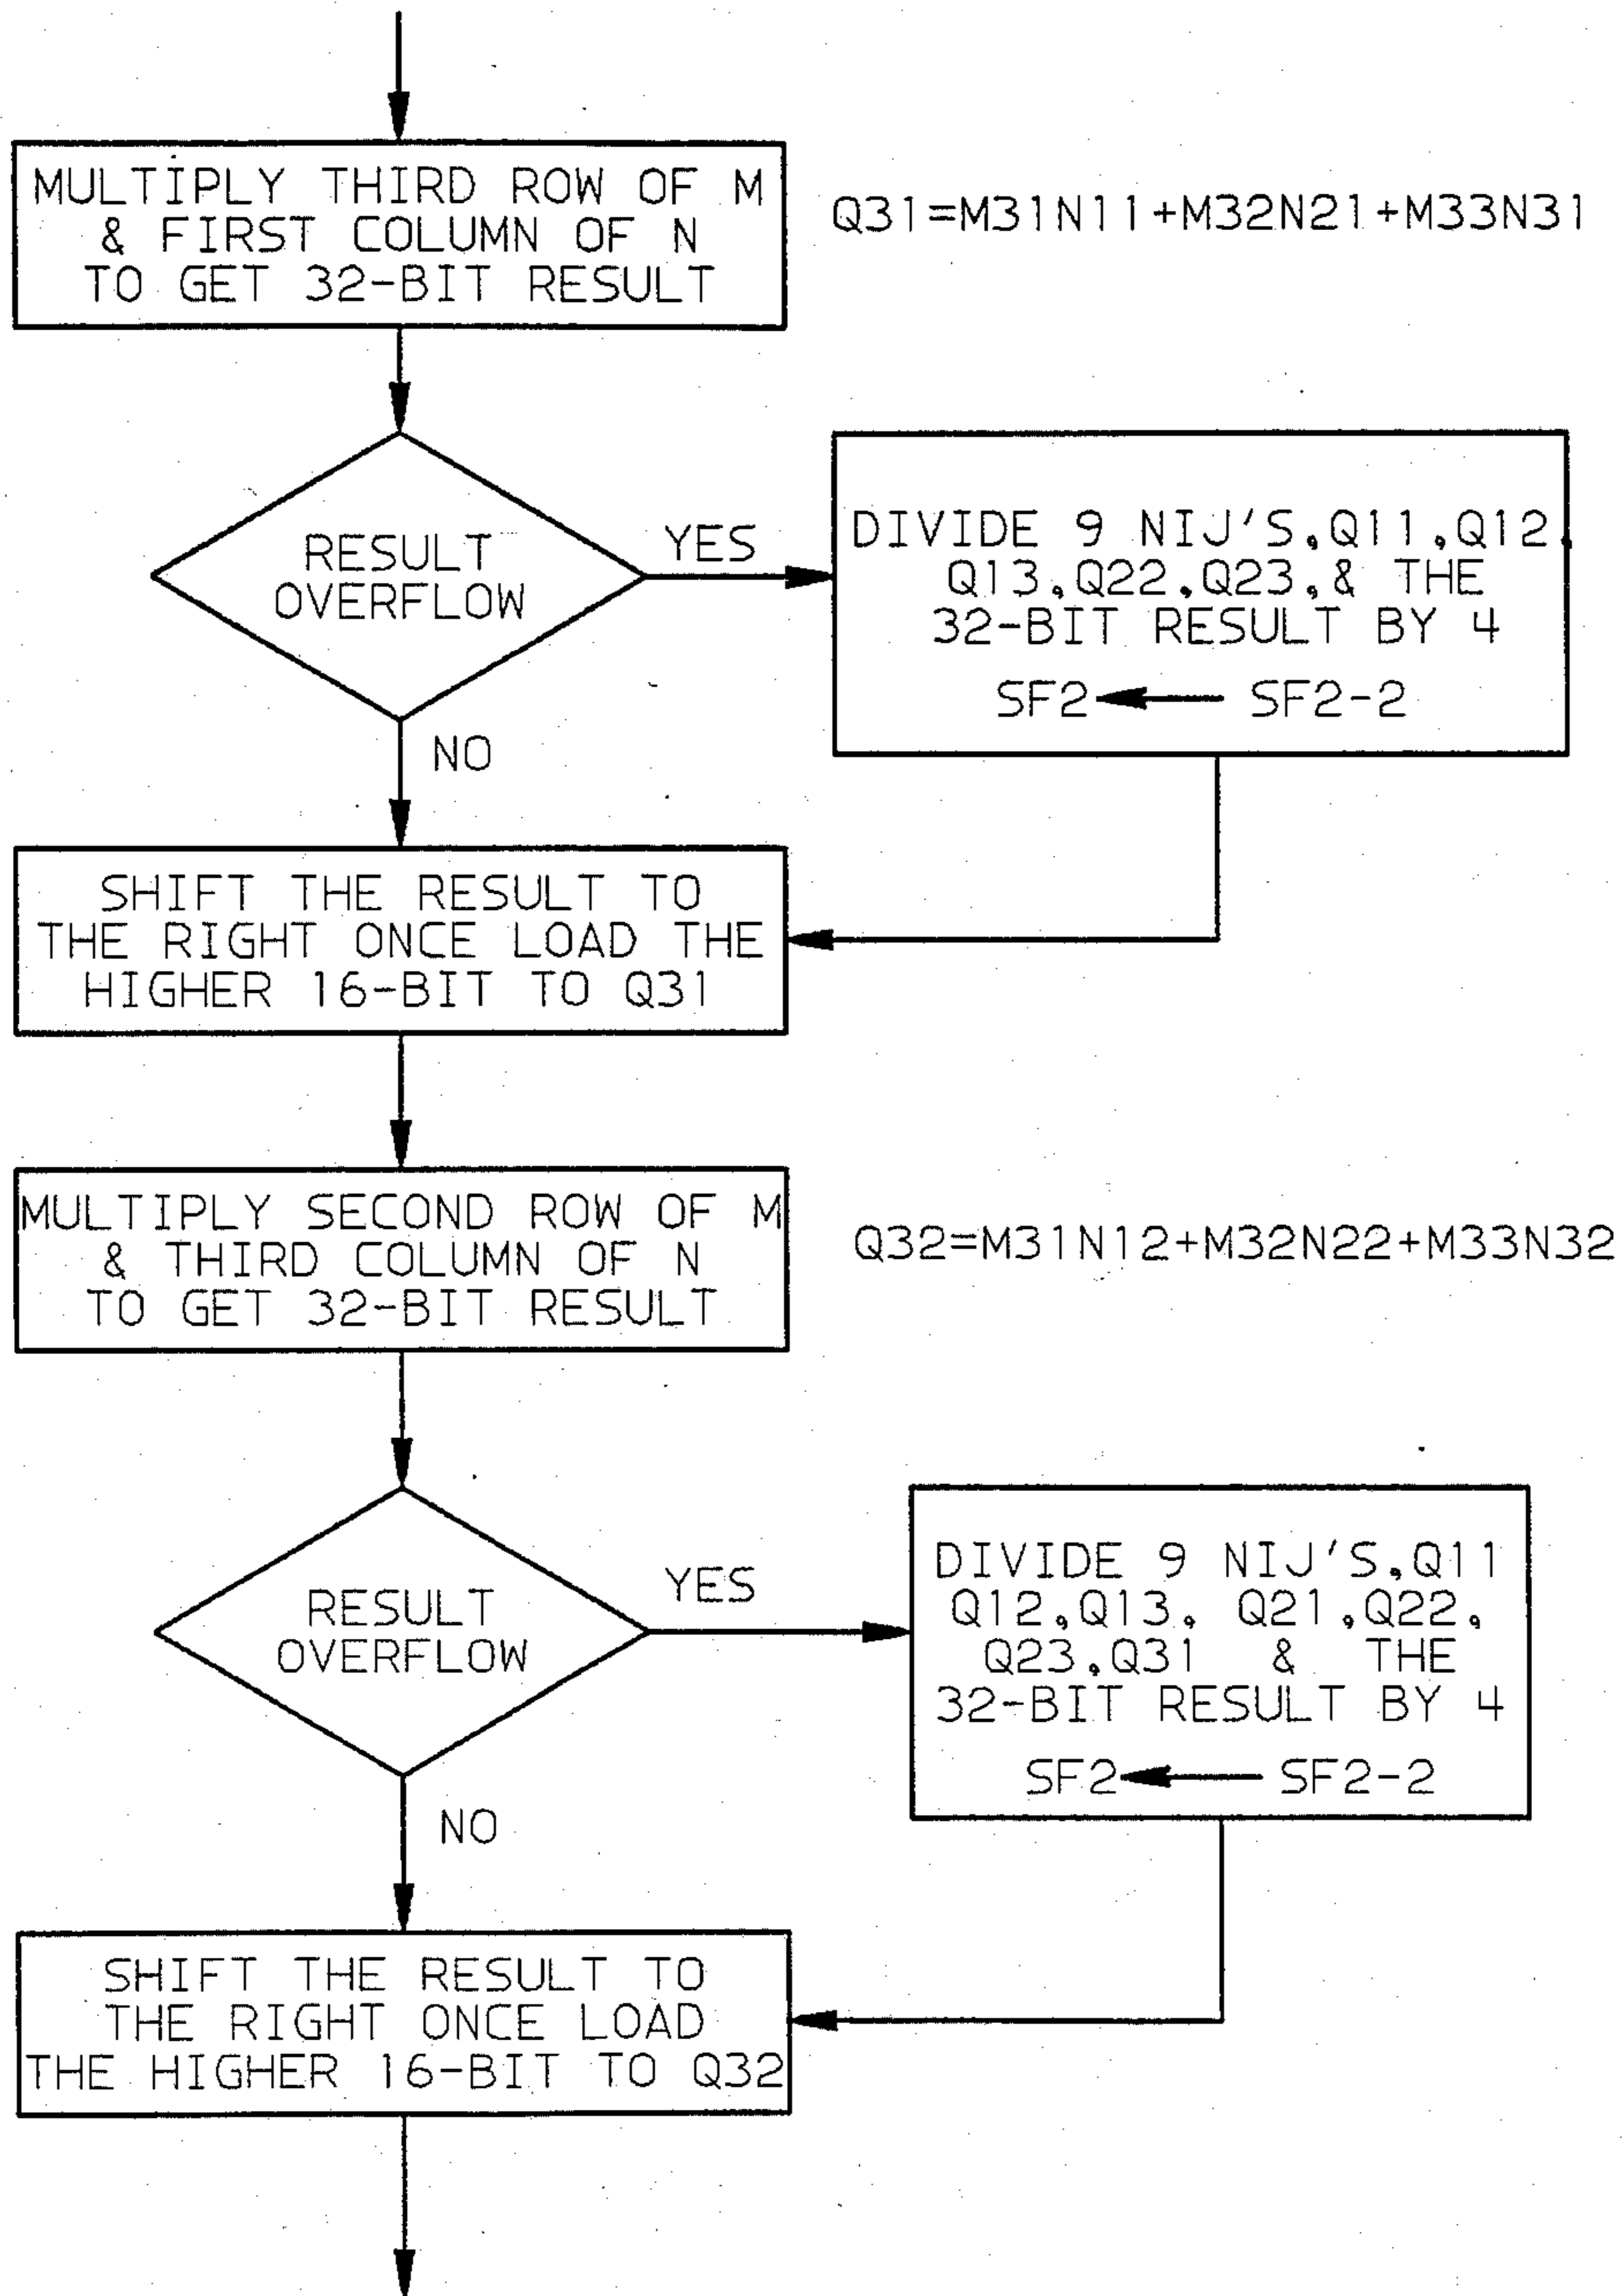 MULTIPLY THIRD ROW OF M
& FIRST COLUMN OF N
TO GET 32-BIT RESULT
Q31=M31N11+M32N21+M33N31
RESULT
OVERFLOW
YES
DIVIDE 9 NIJ'S,Q11,Q12,
Q13,Q22,Q23,& THE
32-BIT RESULT BY 4
SF2 ← SF2-2
NO
SHIFT THE RESULT TO
THE RIGHT ONCE LOAD THE
HIGHER 16-BIT TO Q31
MULTIPLY SECOND ROW OF M
& THIRD COLUMN OF N
TO GET 32-BIT RESULT
Q32=M31N12+M32N22+M33N32
RESULT
OVERFLOW
YES
DIVIDE 9 NIJ'S,Q11
Q12,Q13, Q21,Q22,
Q23,Q31 & THE
32-BIT RESULT BY 4
SF2 ← SF2-2
NO
SHIFT THE RESULT TO
THE RIGHT ONCE LOAD
THE HIGHER 16-BIT TO Q32